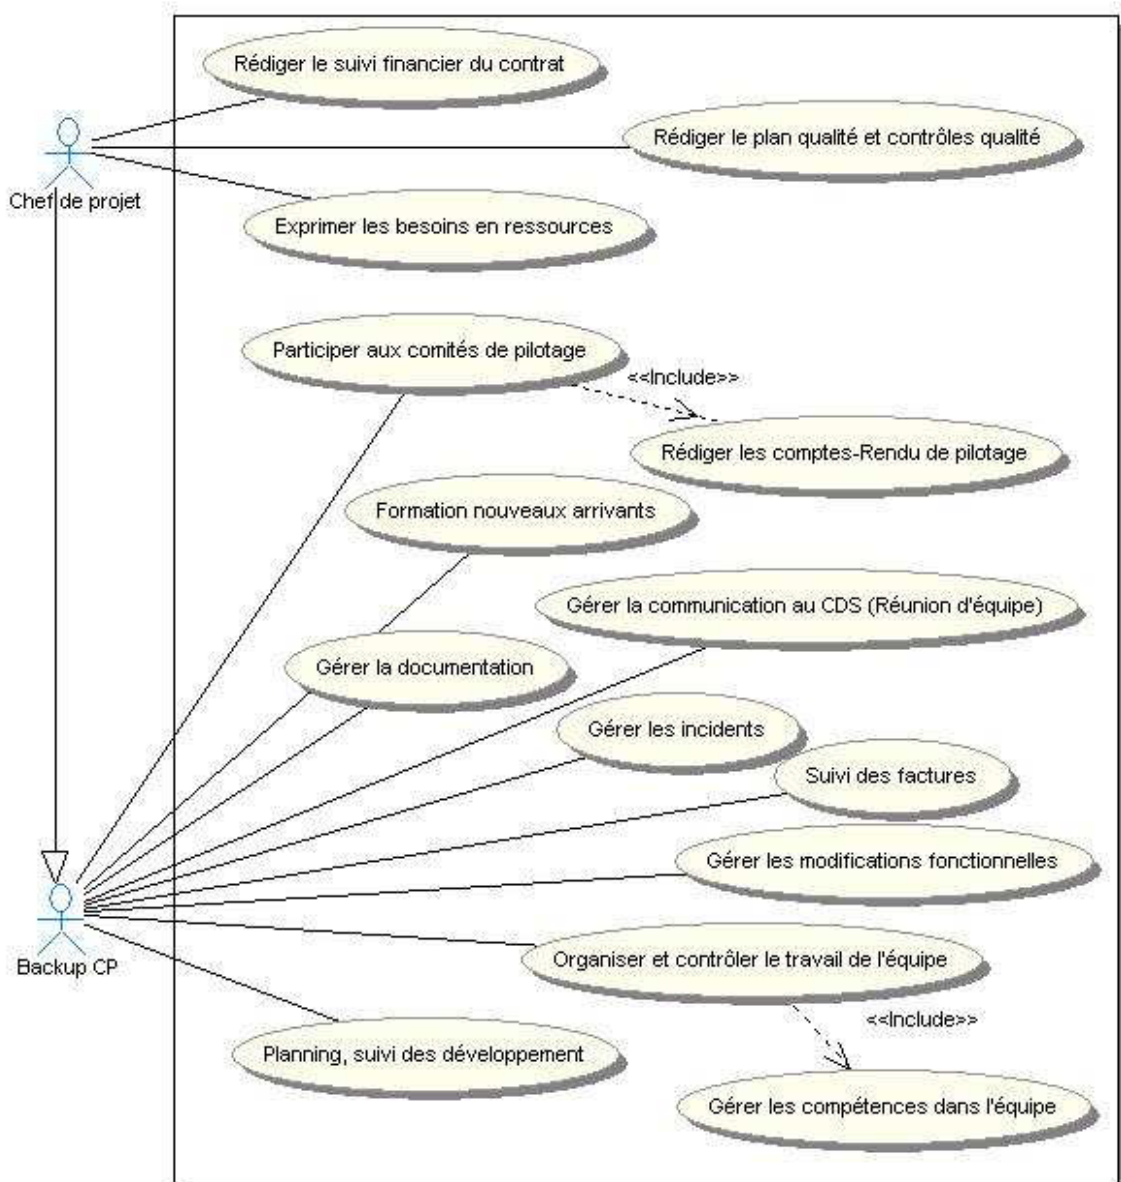 Rédiger le suivi financier du contrat
Rédiger le plan qualité et contrôles qualité
Chef de projet
Exprimer les besoins en ressources
Participer aux comités de pilotage
<<Include>>
Rédiger les comptes-Rendu de pilotage
Formation nouveaux arrivants
Gérer la communication au CDS (Réunion d'équipe)
Gérer la documentation
Gérer les incidents
Suivi des factures
Gérer les modifications fonctionnelles
Organiser et contrôler le travail de l'équipe
Backup CP
<<Include>>
Planning, suivi des développement
Gérer les compétences dans l'équipe